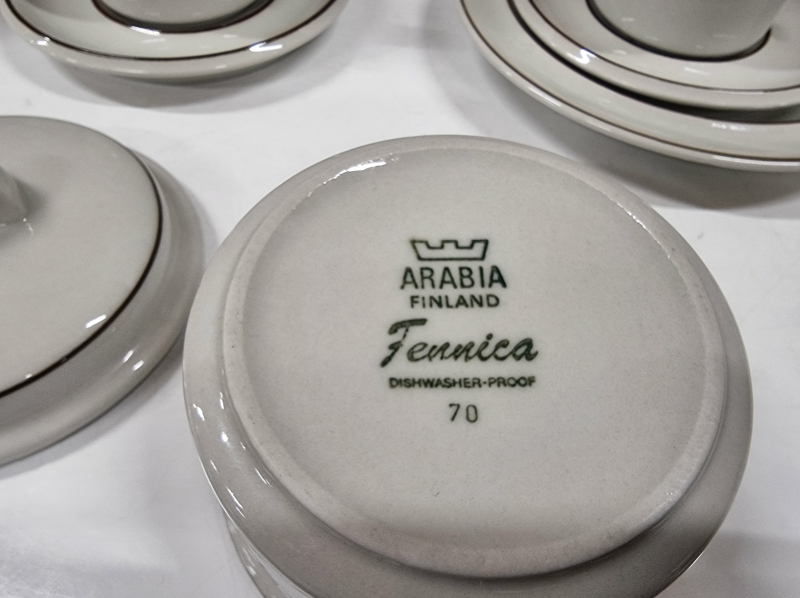 ARABIA
FINLAND
Fennica
DISHWASHER-PROOF
70